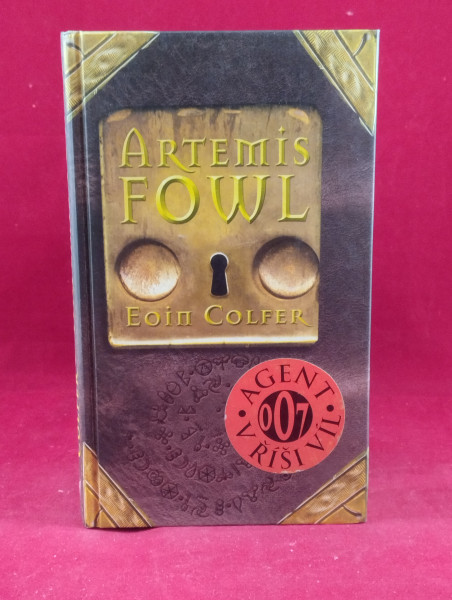 ARTEMIS
FOWL
EOIN COLFER
AGENT
007
V ŘÍŠI VÍL